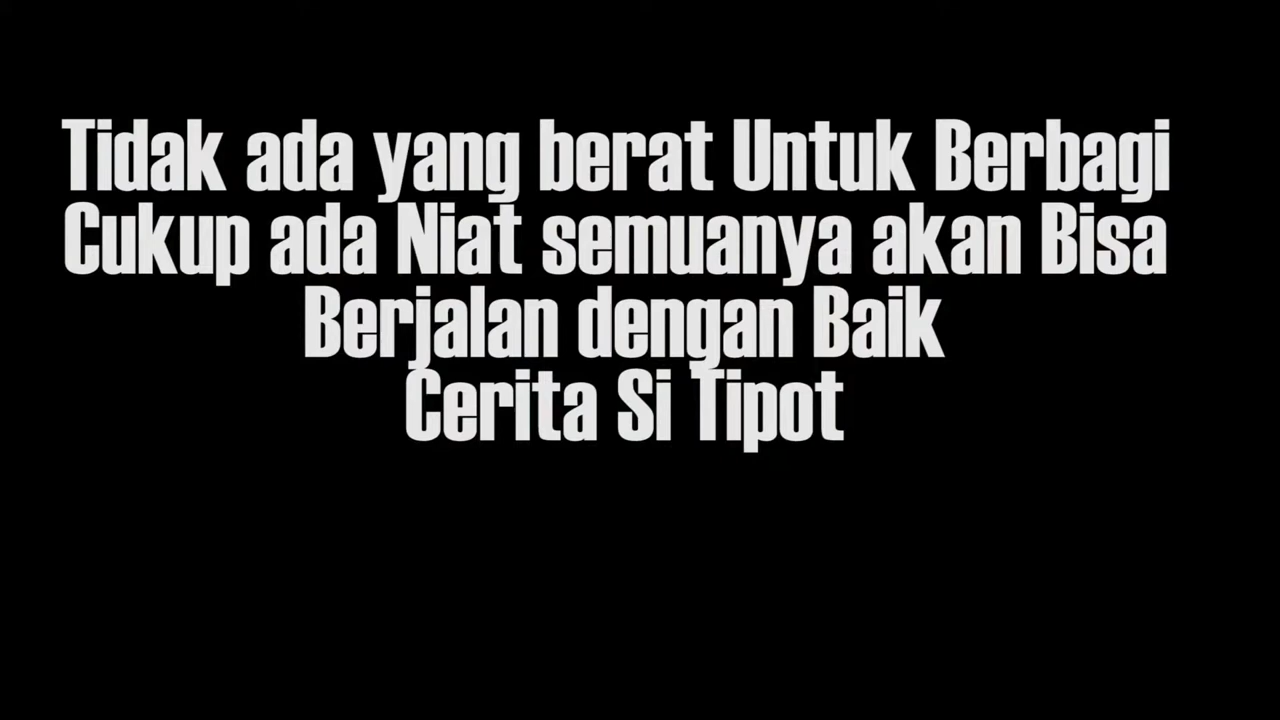 Tidak ada yang berat Untuk Berbagi
Cukup ada Niat semuanya akan Bisa
Berjalan dengan Baik
Cerita Si Tipot